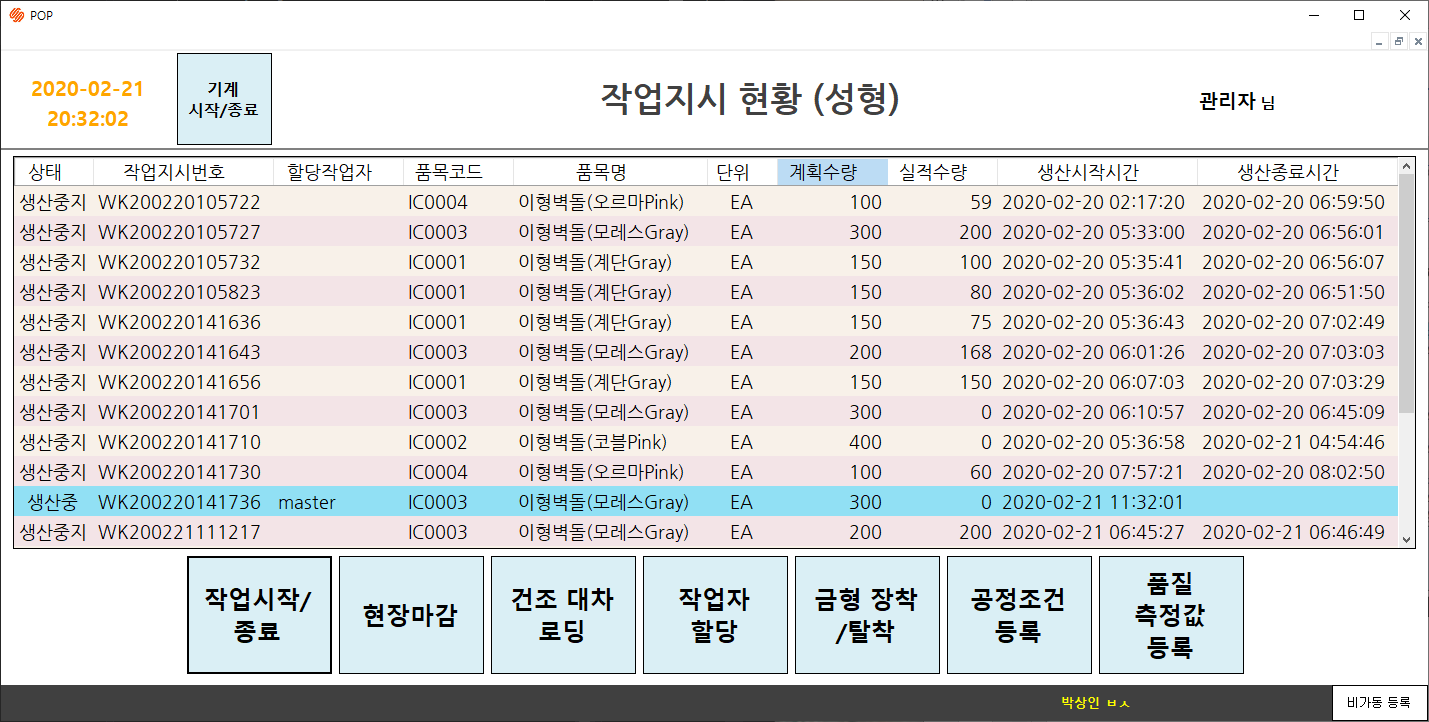 POP
2020-02-21
20:32:02
기계
시작/종료
작업지시 현황 (성형)
관리자 님
상태 작업지시번호 할당작업자 품목코드 품목명 단위 계획수량 실적수량 생산시작시간 생산종료시간
생산중지 WK200220105722 IC0004 이형벽돌(오르마Pink) EA 100 59 2020-02-20 02:17:20 2020-02-20 06:59:50
생산중지 WK200220105727 IC0003 이형벽돌(모레스Gray) EA 300 200 2020-02-20 05:33:00 2020-02-20 06:56:01
생산중지 WK200220105732 IC0001 이형벽돌(계단Gray) EA 150 100 2020-02-20 05:35:41 2020-02-20 06:56:07
생산중지 WK200220105823 IC0001 이형벽돌(계단Gray) EA 150 80 2020-02-20 05:36:02 2020-02-20 06:51:50
생산중지 WK200220141636 IC0001 이형벽돌(계단Gray) EA 150 75 2020-02-20 05:36:43 2020-02-20 07:02:49
생산중지 WK200220141643 IC0003 이형벽돌(모레스Gray) EA 200 168 2020-02-20 06:01:26 2020-02-20 07:03:03
생산중지 WK200220141656 IC0001 이형벽돌(계단Gray) EA 150 150 2020-02-20 06:07:03 2020-02-20 07:03:29
생산중지 WK200220141701 IC0003 이형벽돌(모레스Gray) EA 300 0 2020-02-20 06:10:57 2020-02-20 06:45:09
생산중지 WK200220141710 IC0002 이형벽돌(코블Pink) EA 400 0 2020-02-20 05:36:58 2020-02-21 04:54:46
생산중지 WK200220141730 IC0004 이형벽돌(오르마Pink) EA 100 60 2020-02-20 07:57:21 2020-02-20 08:02:50
생산중 WK200220141736 master IC0003 이형벽돌(모레스Gray) EA 300 0 2020-02-21 11:32:01
생산중지 WK200221111217 IC0003 이형벽돌(모레스Gray) EA 200 200 2020-02-21 06:45:27 2020-02-21 06:46:49
작업시작/
종료
현장마감
건조 대차
로딩
작업자
할당
금형 장착
/탈착
공정조건
등록
품질
측정값
등록
박상인 ㅂㅅ
비가동 등록